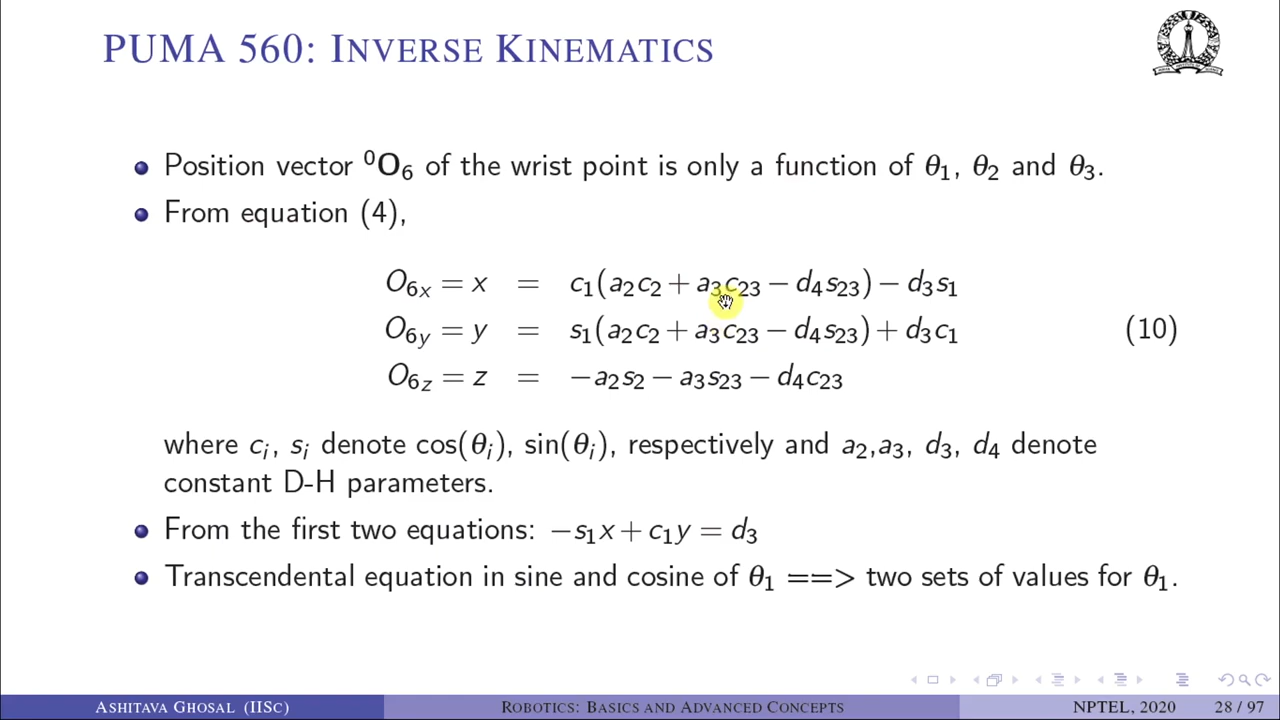 PUMA 560: INVERSE KINEMATICS
Position vector ⁰O₆ of the wrist point is only a function of θ₁, θ₂ and θ₃.
From equation (4),
O₆ₓ = x = c₁(a₂c₂ + a₃c₂₃ − d₄s₂₃) − d₃s₁
O₆ᵧ = y = s₁(a₂c₂ + a₃c₂₃ − d₄s₂₃) + d₃c₁ (10)
O₆z = z = −a₂s₂ − a₃s₂₃ − d₄c₂₃
where cᵢ, sᵢ denote cos(θᵢ), sin(θᵢ), respectively and a₂,a₃, d₃, d₄ denote
constant D-H parameters.
From the first two equations: −s₁x + c₁y = d₃
Transcendental equation in sine and cosine of θ₁ ==> two sets of values for θ₁.
ASHITAVA GHOSAL (IISC) ROBOTICS: BASICS AND ADVANCED CONCEPTS NPTEL, 2020 28 / 97